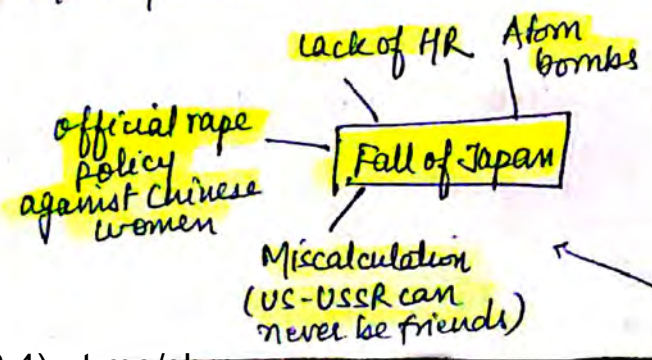 Lack of HR
Atom
bombs
official rape
policy
against Chinese
women
Fall of Japan
Miscalculation
(US-USSR can
never be friends)